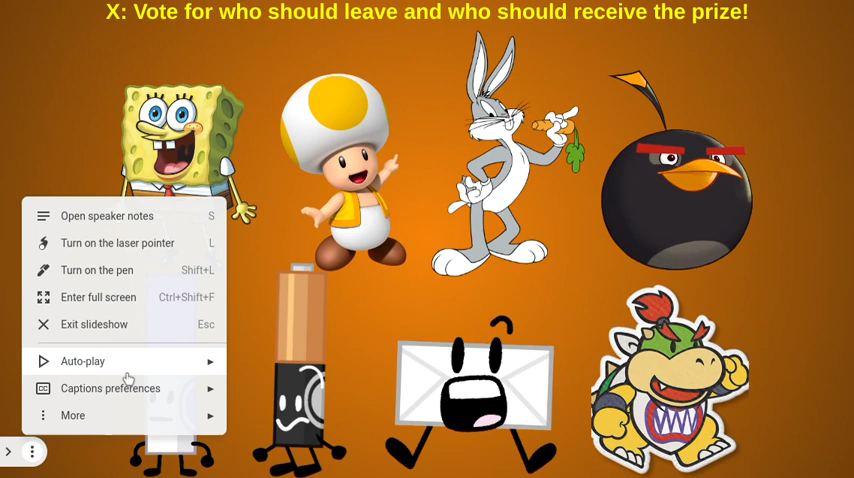 X: Vote for who should leave and who should receive the prize!
Open speaker notes S
Turn on the laser pointer L
Turn on the pen Shift+L
Enter full screen Ctrl+Shift+F
Exit slideshow Esc
Auto-play
CC Captions preferences
More